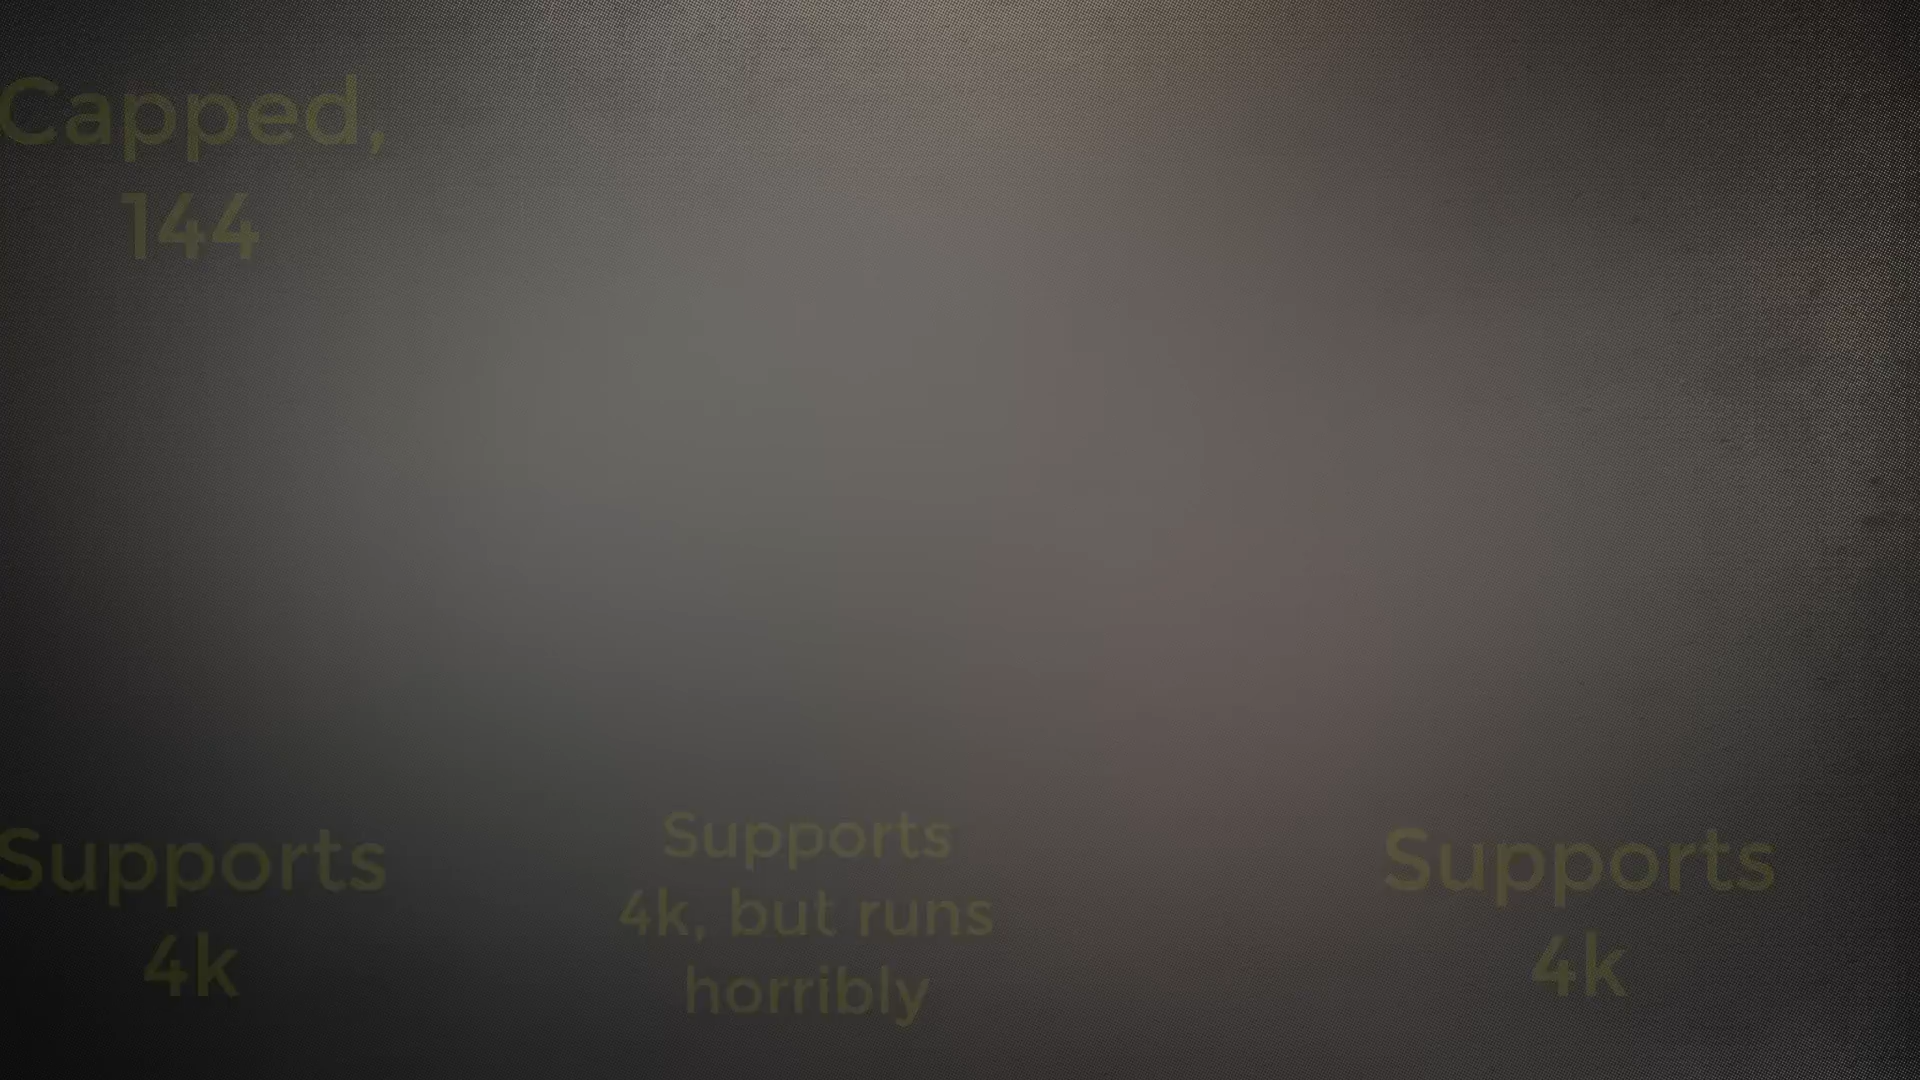 Capped,
144
Supports
4k
Supports
4k, but runs
horribly
Supports
4k